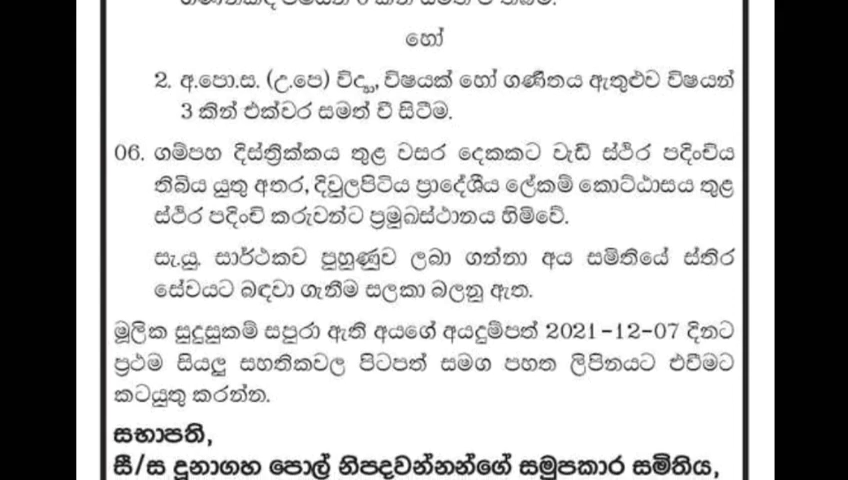 හෝ
2. අ.පො.ස. (උ.පෙ) විද්‍යා, විෂයක් හෝ ගණිතය ඇතුළුව විෂයන්
3 කින් එක්වර සමත් වී සිටීම.
06. ගම්පහ දිස්ත්‍රික්කය තුළ වසර දෙකකට වැඩි ස්ථිර පදිංචිය
තිබිය යුතු අතර, දිවුලපිටිය ප්‍රාදේශීය ලේකම් කොට්ඨාසය තුළ
ස්ථිර පදිංචි කරුවන්ට ප්‍රමුඛස්ථානය හිමිවේ.
සැ.යු. සාර්ථකව පුහුණුව ලබා ගන්නා අය සමිතියේ ස්තිර
සේවයට බඳවා ගැනීම සලකා බලනු ඇත.
මූලික සුදුසුකම් සපුරා ඇති අයගේ අයදුම්පත් 2021-12-07 දිනට
ප්‍රථම සියලු සහතිකවල පිටපත් සමග පහත ලිපිනයට එවීමට
කටයුතු කරන්න.
සභාපති,
සී/ස දූනාගහ පොල් නිපදවන්නන්ගේ සමුපකාර සමිතිය,